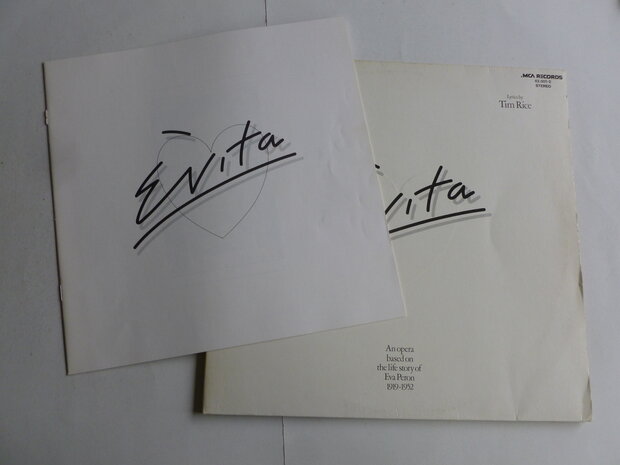 Evita
MCA RECORDS
STEREO
Lyrics by
Tim Rice
vita
An opera
based on
the life story of
Eva Peron
1919-1952